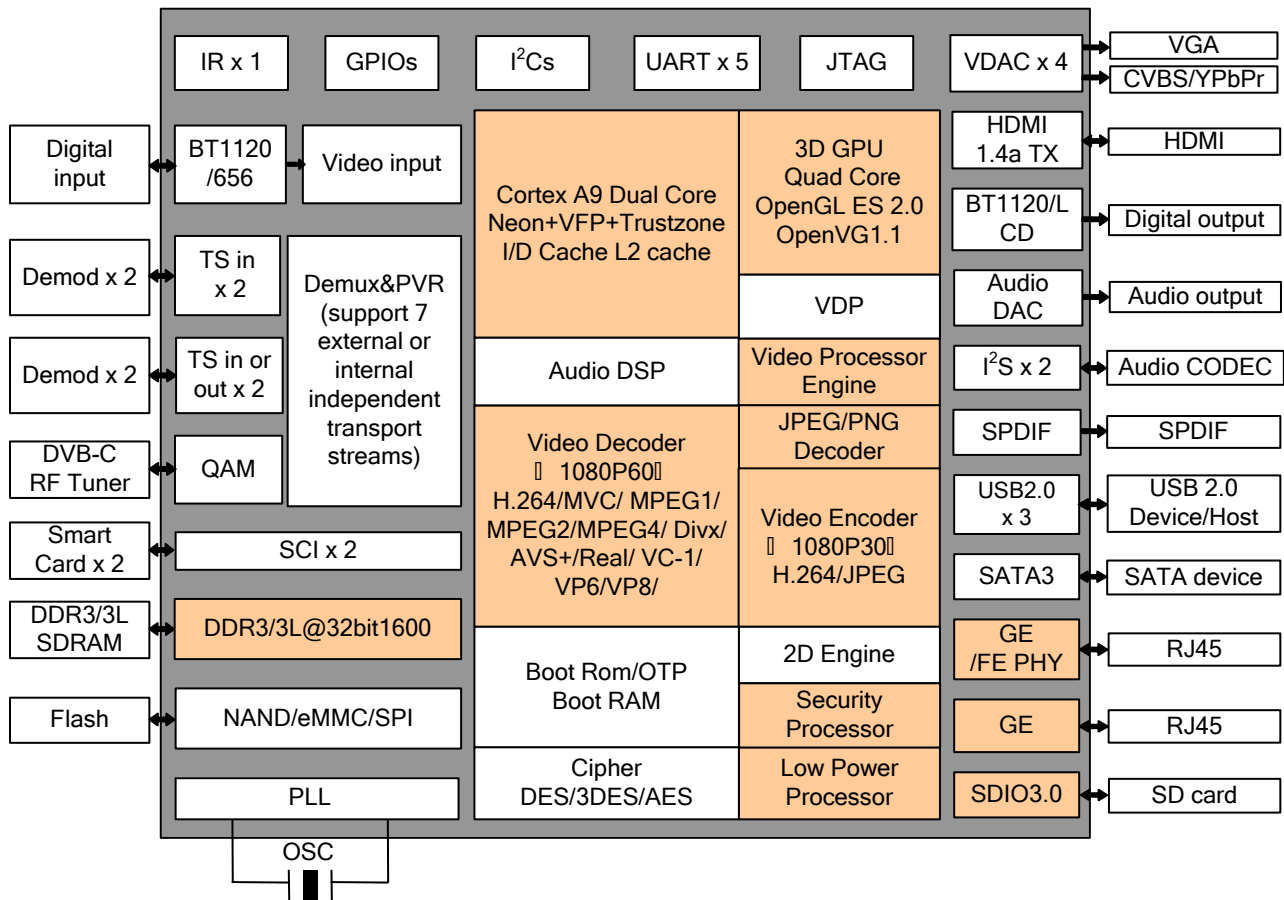 IR x 1
GPIOs
I²Cs
UART x 5
JTAG
VDAC x 4
VGA
CVBS/YPbPr
Digital
input
BT1120
/656
Video input
Cortex A9 Dual Core
Neon+VFP+Trustzone
I/D Cache L2 cache
3D GPU
Quad Core
OpenGL ES 2.0
OpenVG1.1
HDMI
1.4a TX
HDMI
BT1120/L
CD
Digital output
Demod x 2
TS in
x 2
Demux&PVR
(support 7
external or
internal
independent
transport
streams)
VDP
Audio
DAC
Audio output
Demod x 2
TS in or
out x 2
Audio DSP
Video Processor
Engine
I²S x 2
Audio CODEC
DVB-C
RF Tuner
QAM
Video Decoder
▯ 1080P60▯
H.264/MVC/ MPEG1/
MPEG2/MPEG4/ Divx/
AVS+/Real/ VC-1/
VP6/VP8/
JPEG/PNG
Decoder
SPDIF
SPDIF
Video Encoder
▯ 1080P30▯
H.264/JPEG
USB2.0
x 3
USB 2.0
Device/Host
Smart
Card x 2
SCI x 2
SATA3
SATA device
DDR3/3L
SDRAM
DDR3/3L@32bit1600
Boot Rom/OTP
Boot RAM
2D Engine
GE
/FE PHY
RJ45
Flash
NAND/eMMC/SPI
Security
Processor
GE
RJ45
PLL
Cipher
DES/3DES/AES
Low Power
Processor
SDIO3.0
SD card
OSC